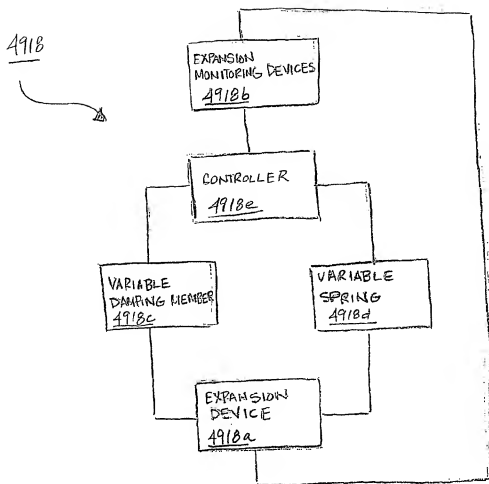 4918
EXPANSION
MONITORING DEVICES
4918b
CONTROLLER
4918e
VARIABLE
DAMPING MEMBER
4918c
VARIABLE
SPRING
4918d
EXPANSION
DEVICE
4918a